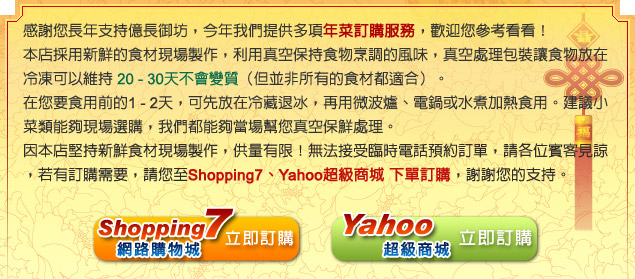 感謝您長年支持億長御坊，今年我們提供多項年菜訂購服務，歡迎您參考看看！
本店採用新鮮的食材現場製作，利用真空保持食物烹調的風味，真空處理包裝讓食物放在
冷凍可以維持 20 - 30天不會變質（但並非所有的食材都適合）。
在您要食用前的1 - 2天，可先放在冷藏退冰，再用微波爐、電鍋或水煮加熱食用。建議小
菜類能夠現場選購，我們都能夠當場幫您真空保鮮處理。
因本店堅持新鮮食材現場製作，供量有限！無法接受臨時電話預約訂單，請各位賓客見諒
，若有訂購需要，請您至Shopping7、Yahoo超級商城 下單訂購，謝謝您的支持。
Shopping7
網路購物城 立即訂購
Yahoo
超級商城 立即訂購
福